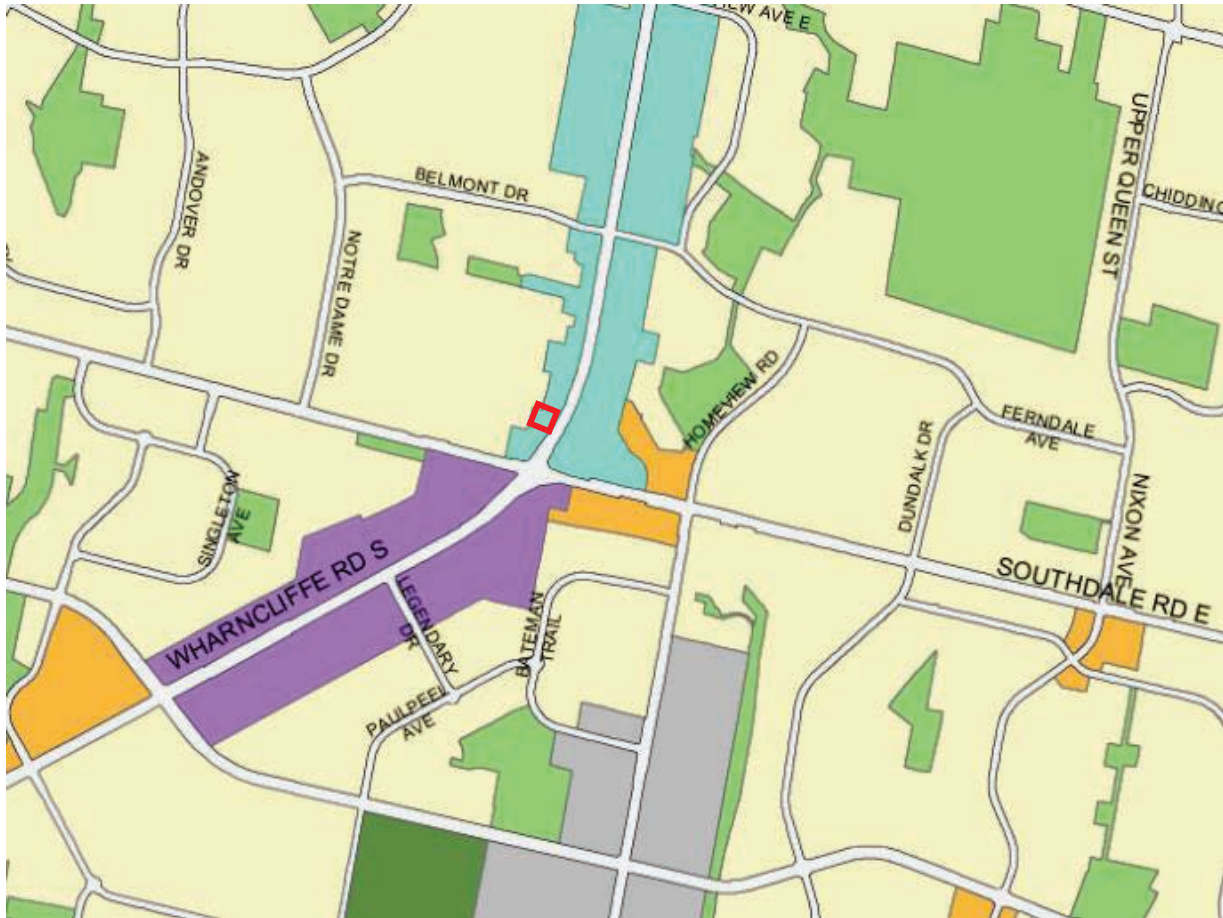 AVE E
UPPER QUEEN ST
ANDOVER DR
BELMONT DR
CHIDDING
NOTRE DAME DR
HOMEVIEW RD
FERNDALE
AVE
DUNDALK DR
SINGLETON
AVE
NIXON AVE
SOUTHDALE RD E
WHARNCLIFFE RD S
LEGENDARY
DR
BATEMAN
TRAIL
PAULPEEL
AVE